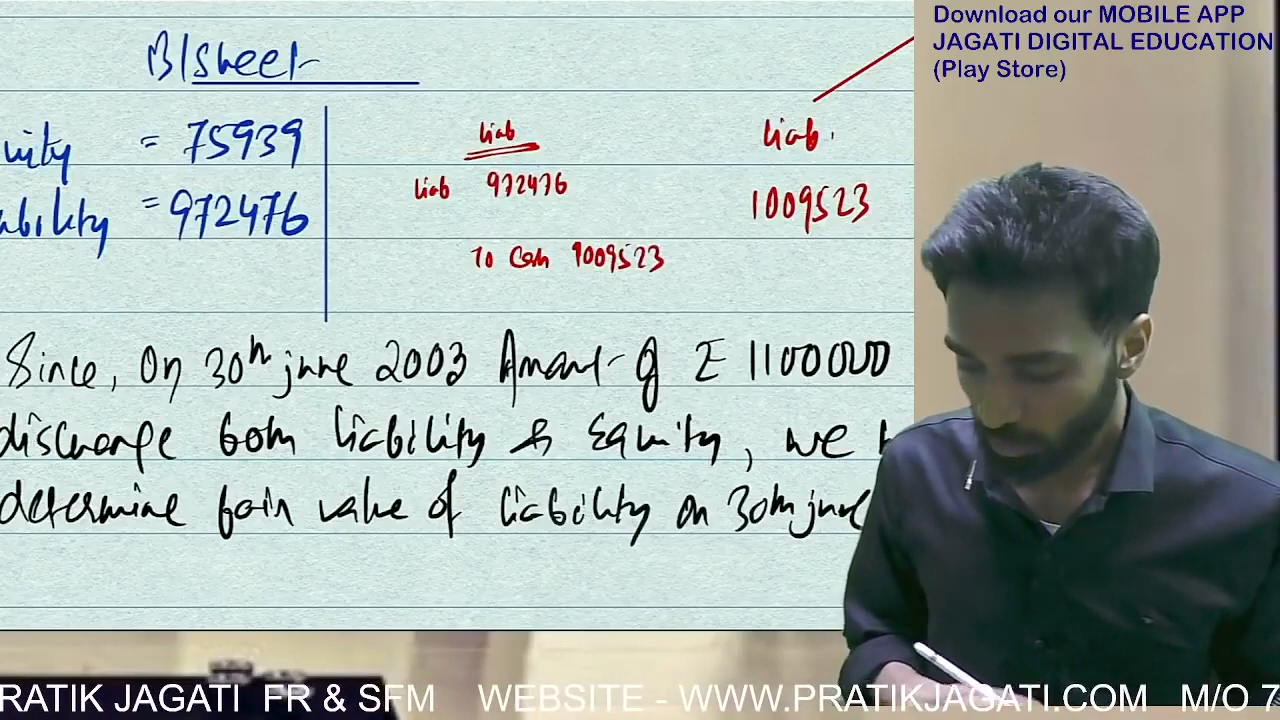 Download our MOBILE APP
JAGATI DIGITAL EDUCATION
(Play Store)
B/Sheet
uity = 75939
ability = 972476
liab
liab 972476
To Cash 1009523
liab.
1009523
Since, On 30th june 2003 Amount of ₹ 1100000
discharge both liability & Equity, we
determine fair value of liability on 30th june
RATIK JAGATI FR & SFM WEBSITE - WWW.PRATIKJAGATI.COM M/O 7